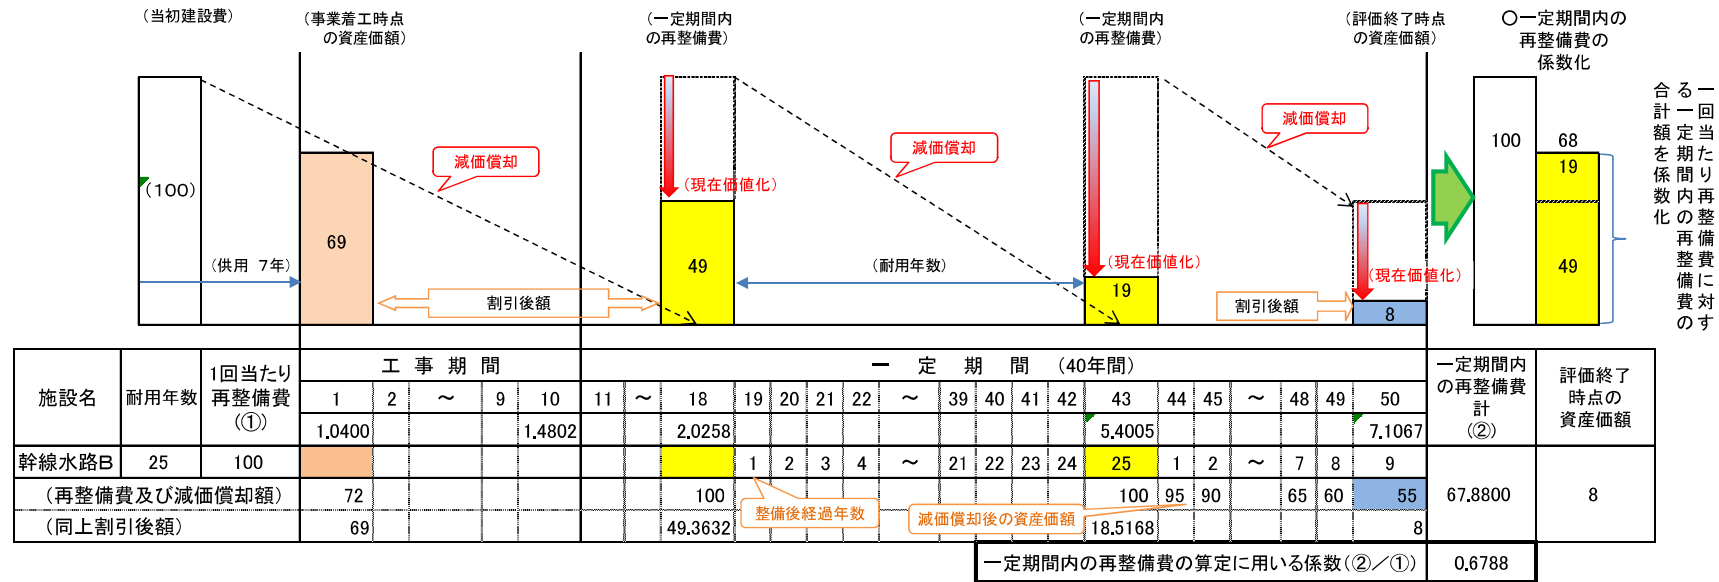 （当初建設費）
（事業着工時点
の資産価額）
（一定期間内
の再整備費）
（一定期間内
の再整備費）
（評価終了時点
の資産価額）
○一定期間内の
再整備費の
係数化
一回当たり再整備費に対す
る一定期間内の再整備費の
合計額を係数化
（100）
（供用 7年）
69
減価償却
割引後額
（現在価値化）
49
減価償却
（耐用年数）
（現在価値化）
19
減価償却
割引後額
（現在価値化）
8
100
68
19
49
施設名 耐用年数 1回当たり
再整備費
（①）
工 事 期 間
一 定 期 間 （40年間）
一定期間内
の再整備費
計
（②）
評価終了
時点の
資産価額
1 2 ～ 9 10 11 ～ 18 19 20 21 22 ～ 39 40 41 42 43 44 45 ～ 48 49 50
1.0400 1.4802 2.0258 5.4005 7.1067
幹線水路B 25 100 1 2 3 4 ～ 21 22 23 24 25 1 2 ～ 7 8 9
（再整備費及び減価償却額） 72 100 100 95 90 65 60 55 67.8800 8
整備後経過年数
減価償却後の資産価額
（同上割引後額） 69 49.3632 18.5168 8
一定期間内の再整備費の算定に用いる係数（②／①） 0.6788